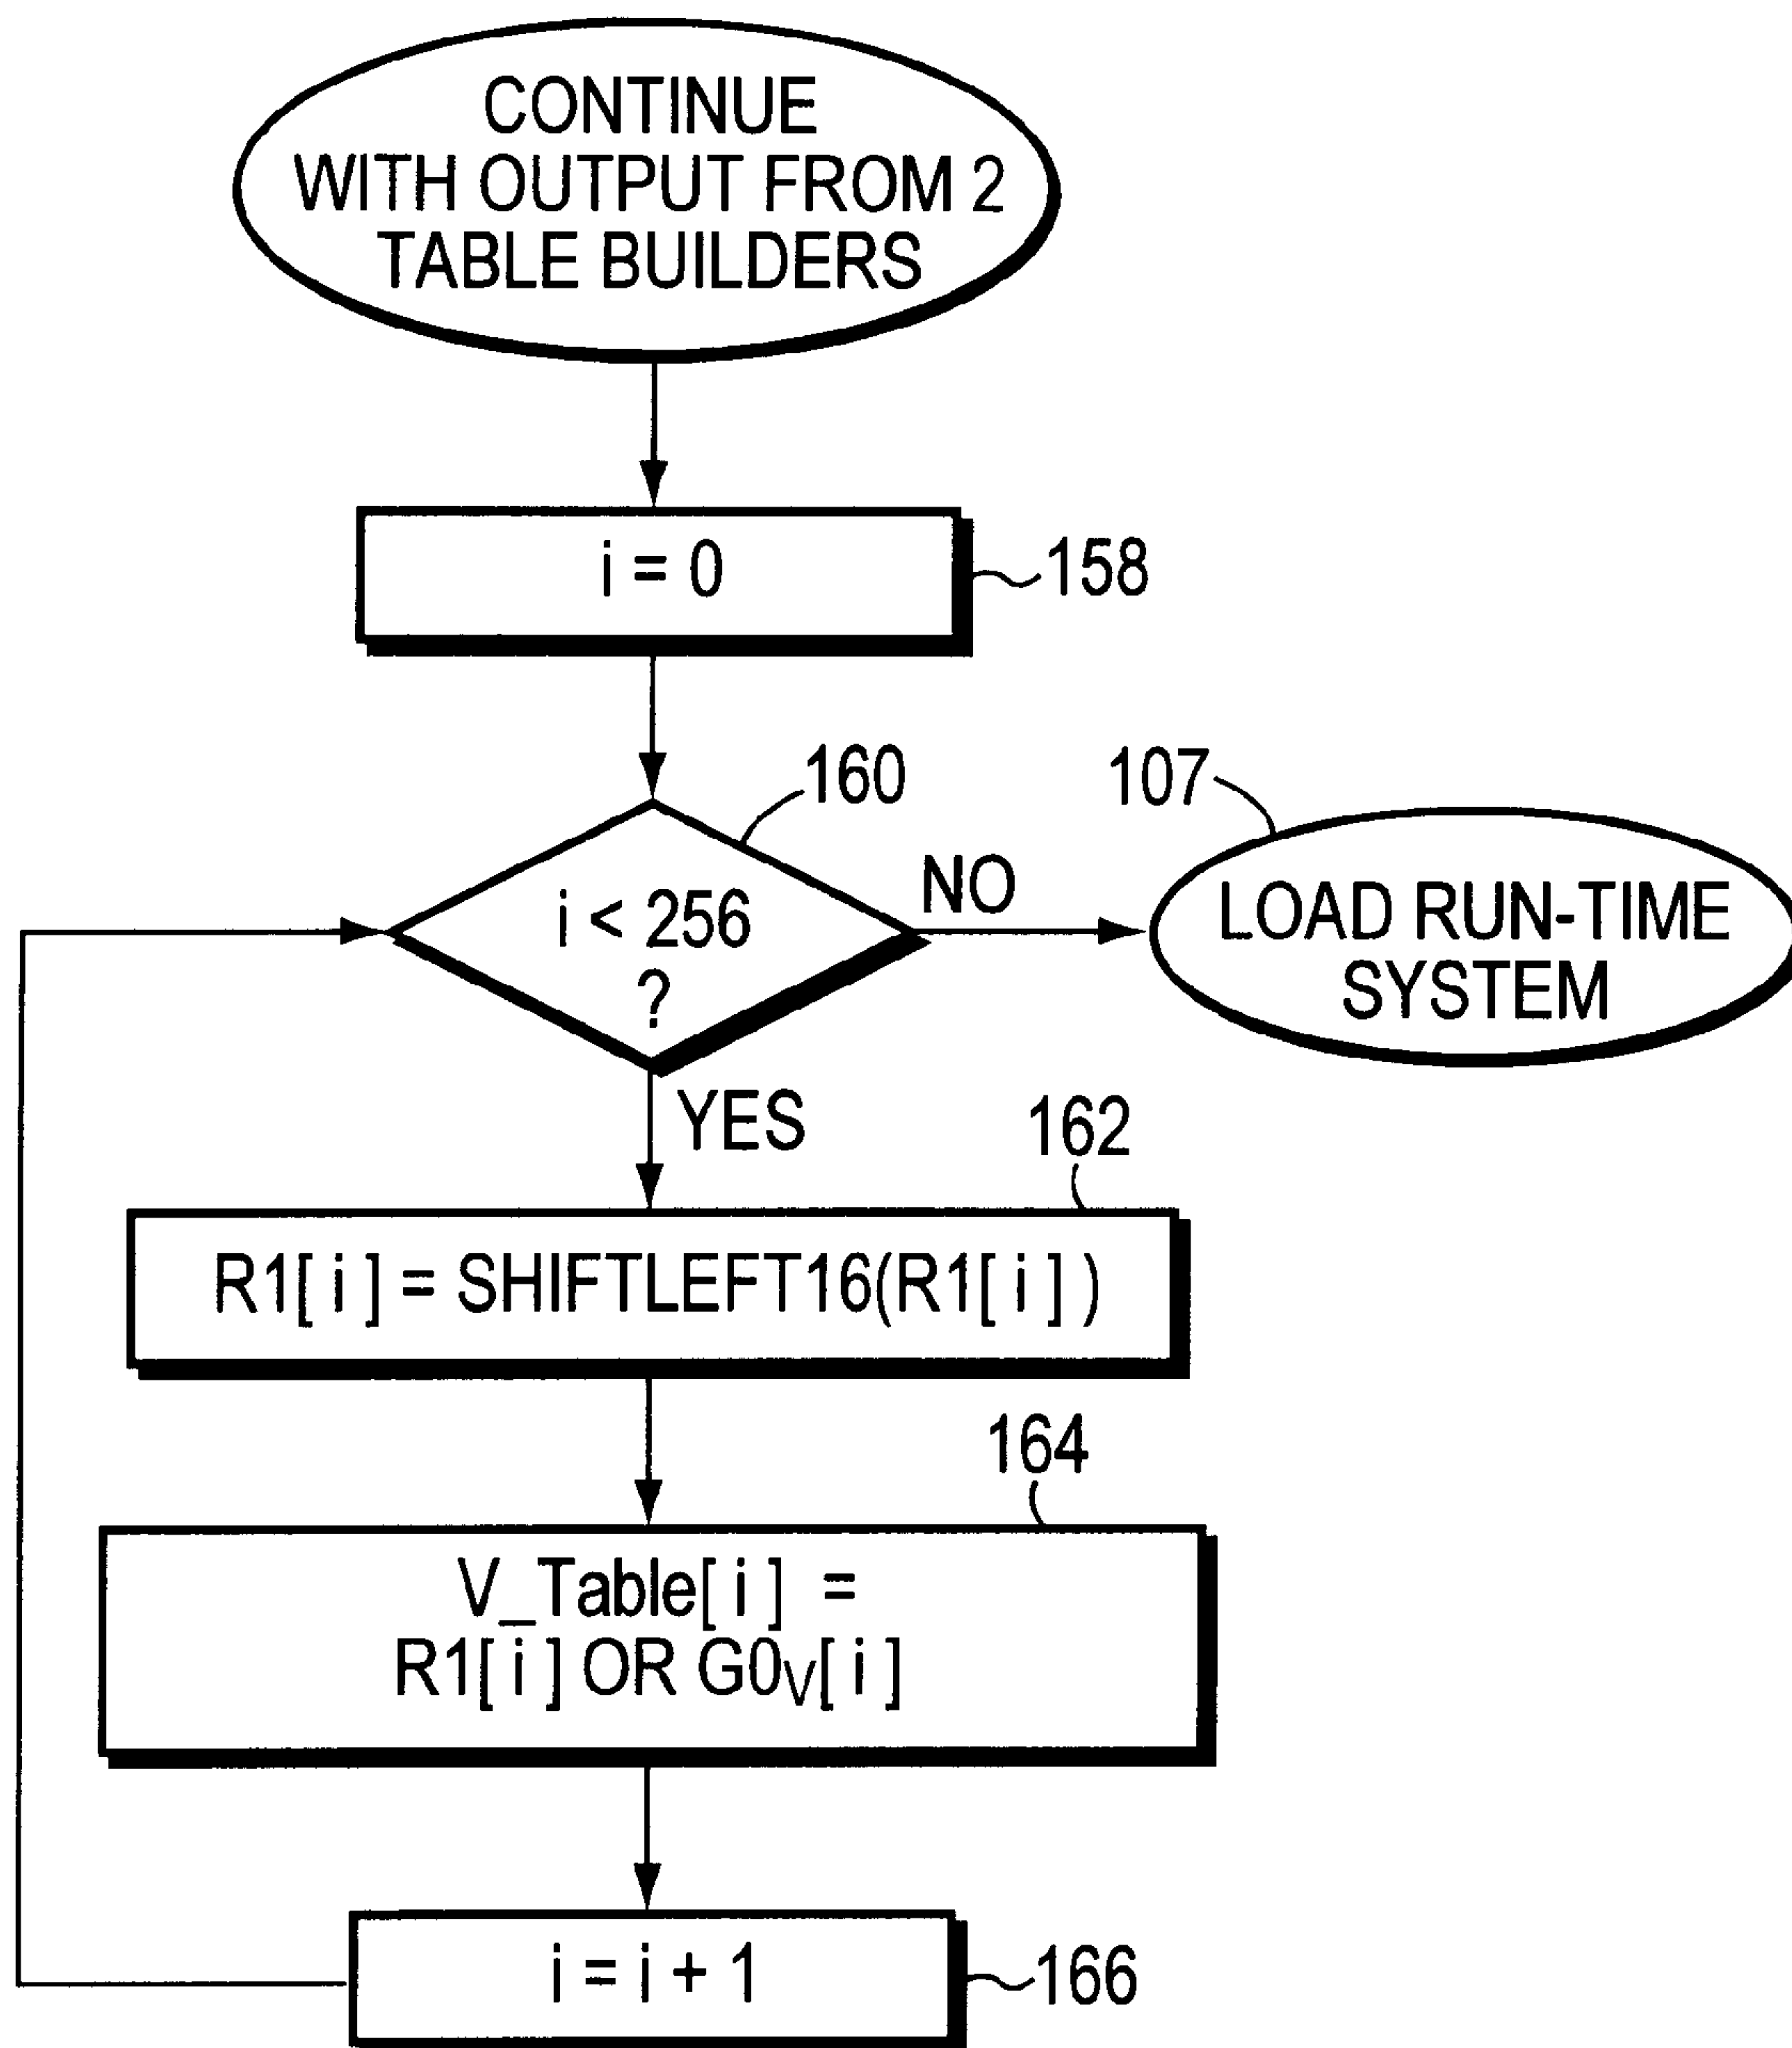 CONTINUE
WITH OUTPUT FROM 2
TABLE BUILDERS
i = 0
158
160
107
i < 256
?
NO
LOAD RUN-TIME
SYSTEM
YES
162
R1[ i ] = SHIFTLEFT16(R1[ i ] )
164
V_Table[ i ] =
R1[ i ] OR G0V[ i ]
i = i + 1
166